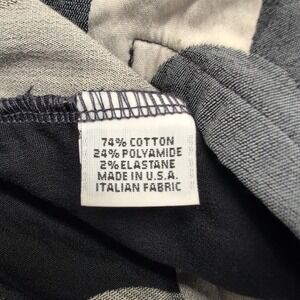 74% COTTON
24% POLYAMIDE
2% ELASTANE
MADE IN U.S.A.
ITALIAN FABRIC